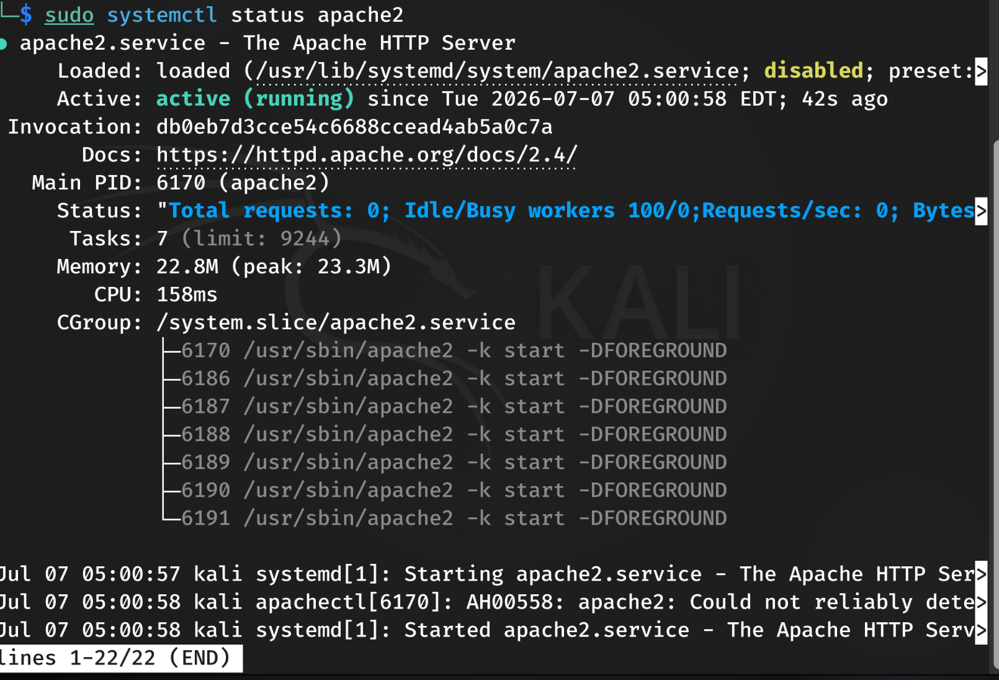 └─$ sudo systemctl status apache2
● apache2.service - The Apache HTTP Server
Loaded: loaded (/usr/lib/systemd/system/apache2.service; disabled; preset:>
Active: active (running) since Tue 2026-07-07 05:00:58 EDT; 42s ago
Invocation: db0eb7d3cce54c6688ccead4ab5a0c7a
Docs: https://httpd.apache.org/docs/2.4/
Main PID: 6170 (apache2)
Status: "Total requests: 0; Idle/Busy workers 100/0;Requests/sec: 0; Bytes>
Tasks: 7 (limit: 9244)
Memory: 22.8M (peak: 23.3M)
CPU: 158ms
CGroup: /system.slice/apache2.service
├─6170 /usr/sbin/apache2 -k start -DFOREGROUND
├─6186 /usr/sbin/apache2 -k start -DFOREGROUND
├─6187 /usr/sbin/apache2 -k start -DFOREGROUND
├─6188 /usr/sbin/apache2 -k start -DFOREGROUND
├─6189 /usr/sbin/apache2 -k start -DFOREGROUND
├─6190 /usr/sbin/apache2 -k start -DFOREGROUND
└─6191 /usr/sbin/apache2 -k start -DFOREGROUND
Jul 07 05:00:57 kali systemd[1]: Starting apache2.service - The Apache HTTP Ser>
Jul 07 05:00:58 kali apachectl[6170]: AH00558: apache2: Could not reliably dete>
Jul 07 05:00:58 kali systemd[1]: Started apache2.service - The Apache HTTP Serv>
lines 1-22/22 (END)
KALI